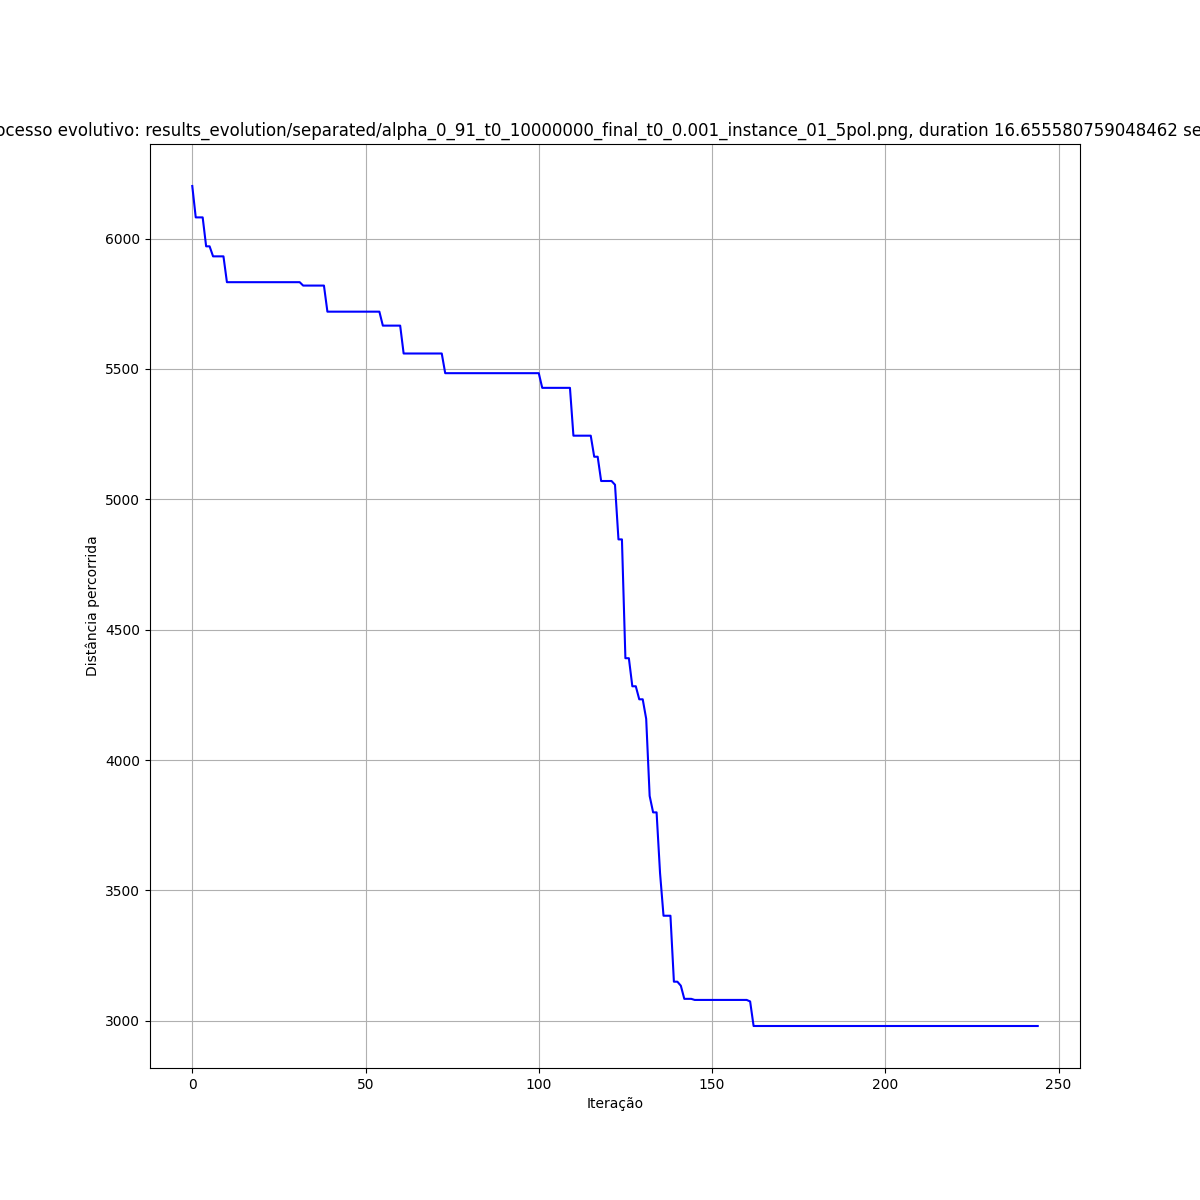 ocesso evolutivo: results_evolution/separated/alpha_0_91_t0_10000000_final_t0_0.001_instance_01_5pol.png, duration 16.655580759048462 se
6000
5500
5000
4500
4000
3500
3000
Distância percorrida
0 50 100 150 200 250
Iteração